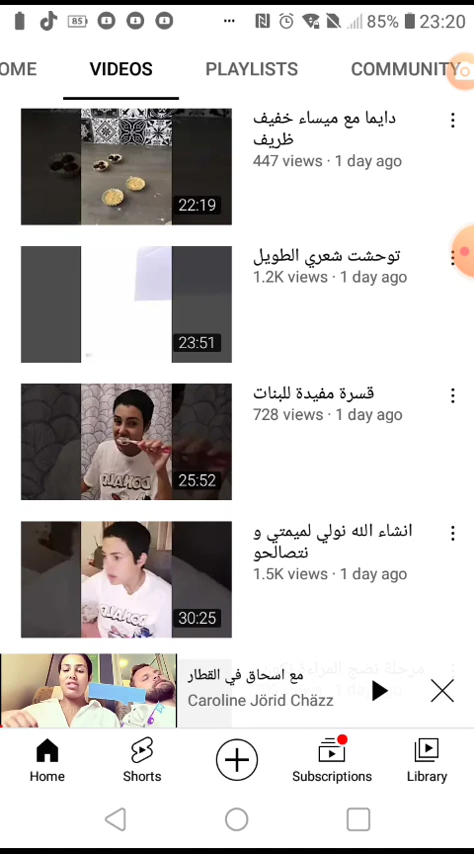 85
85%
23:20
OME
VIDEOS
PLAYLISTS
COMMUNITY
دايما مع ميساء خفيف
ظريف
447 views · 1 day ago
22:19
توحشت شعري الطويل
1.2K views · 1 day ago
23:51
قسرة مفيدة للبنات
728 views · 1 day ago
25:52
انشاء الله نولي لميمتي و
نتصالحو
1.5K views · 1 day ago
30:25
مع اسحاق في القطار
Caroline Jörid Chäzz
Home
Shorts
Subscriptions
Library